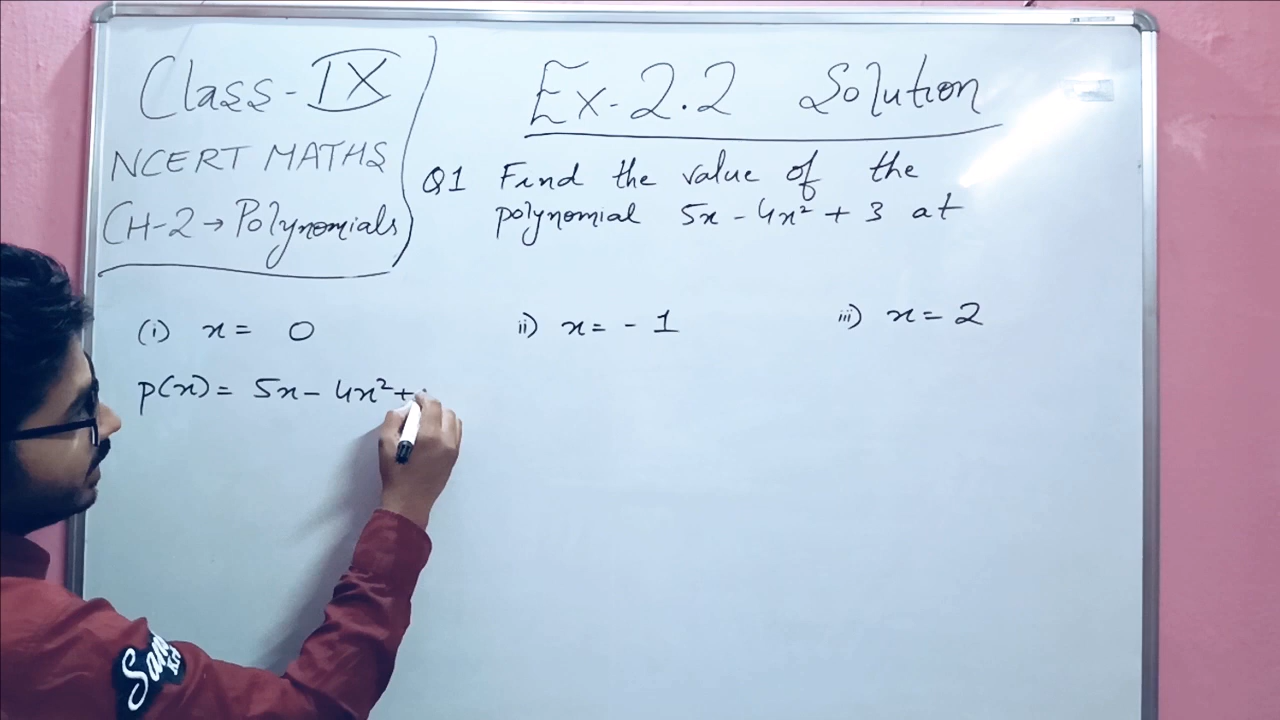 Class-IX
NCERT MATHS
CH-2→Polynomials
Ex-2.2 Solution
Q1 Find the value of the
polynomial 5x - 4x² + 3 at
(i) x = 0
ii) x = - 1
iii) x = 2
p(x) = 5x - 4x² +